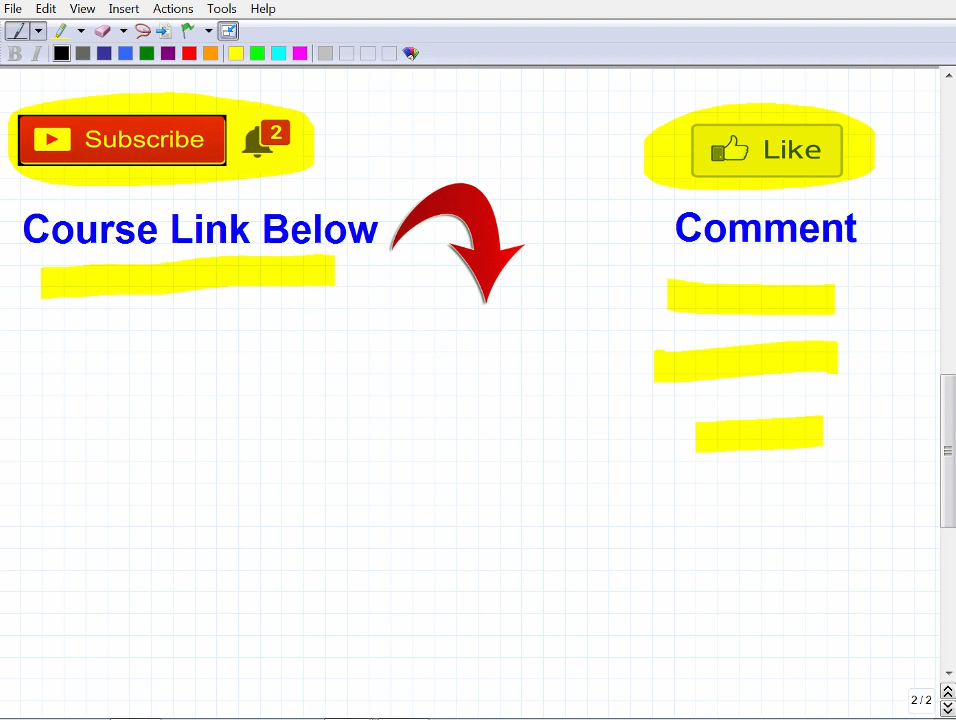 File Edit View Insert Actions Tools Help
B I
Subscribe 2
Like
Course Link Below
Comment
2 / 2